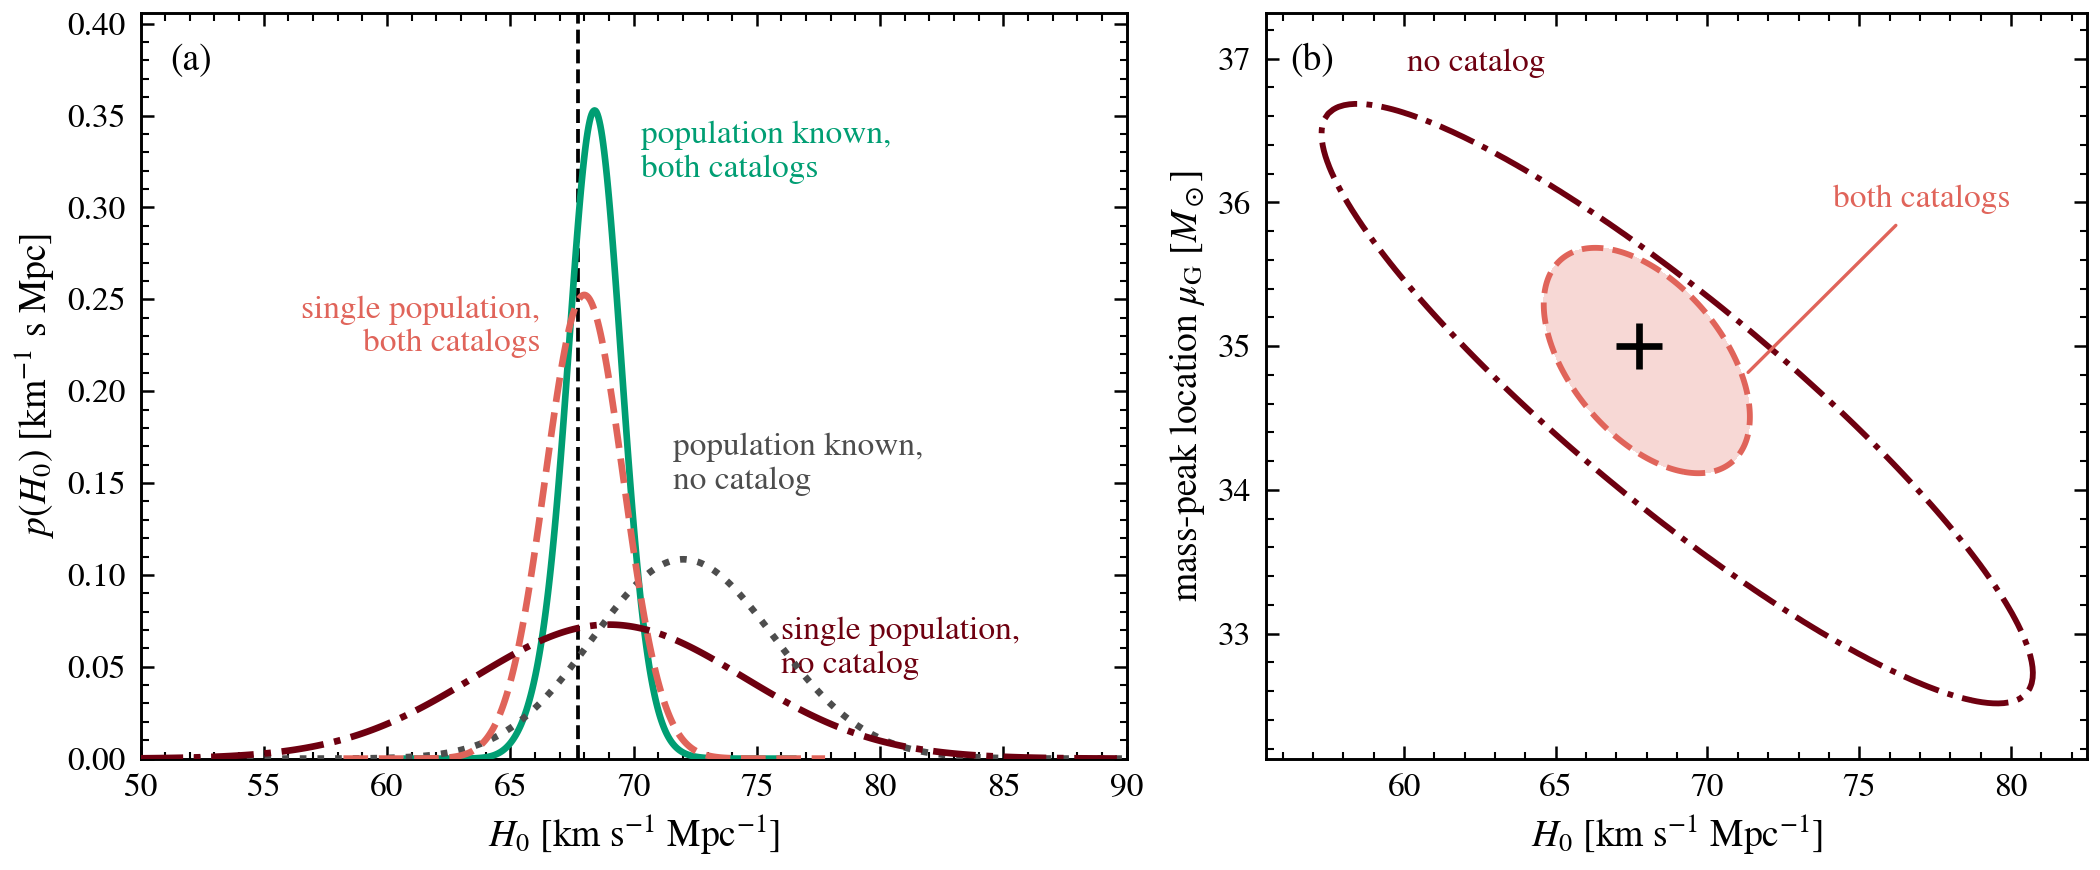 (a)
population known,
both catalogs
single population,
both catalogs
population known,
no catalog
single population,
no catalog
0.40
0.35
0.30
0.25
0.20
0.15
0.10
0.05
0.00
p(H₀) [km⁻¹ s Mpc]
50 55 60 65 70 75 80 85 90
H₀ [km s⁻¹ Mpc⁻¹]
(b)
no catalog
both catalogs
37
36
35
34
33
mass-peak location μ_G [M_⊙]
60 65 70 75 80
H₀ [km s⁻¹ Mpc⁻¹]